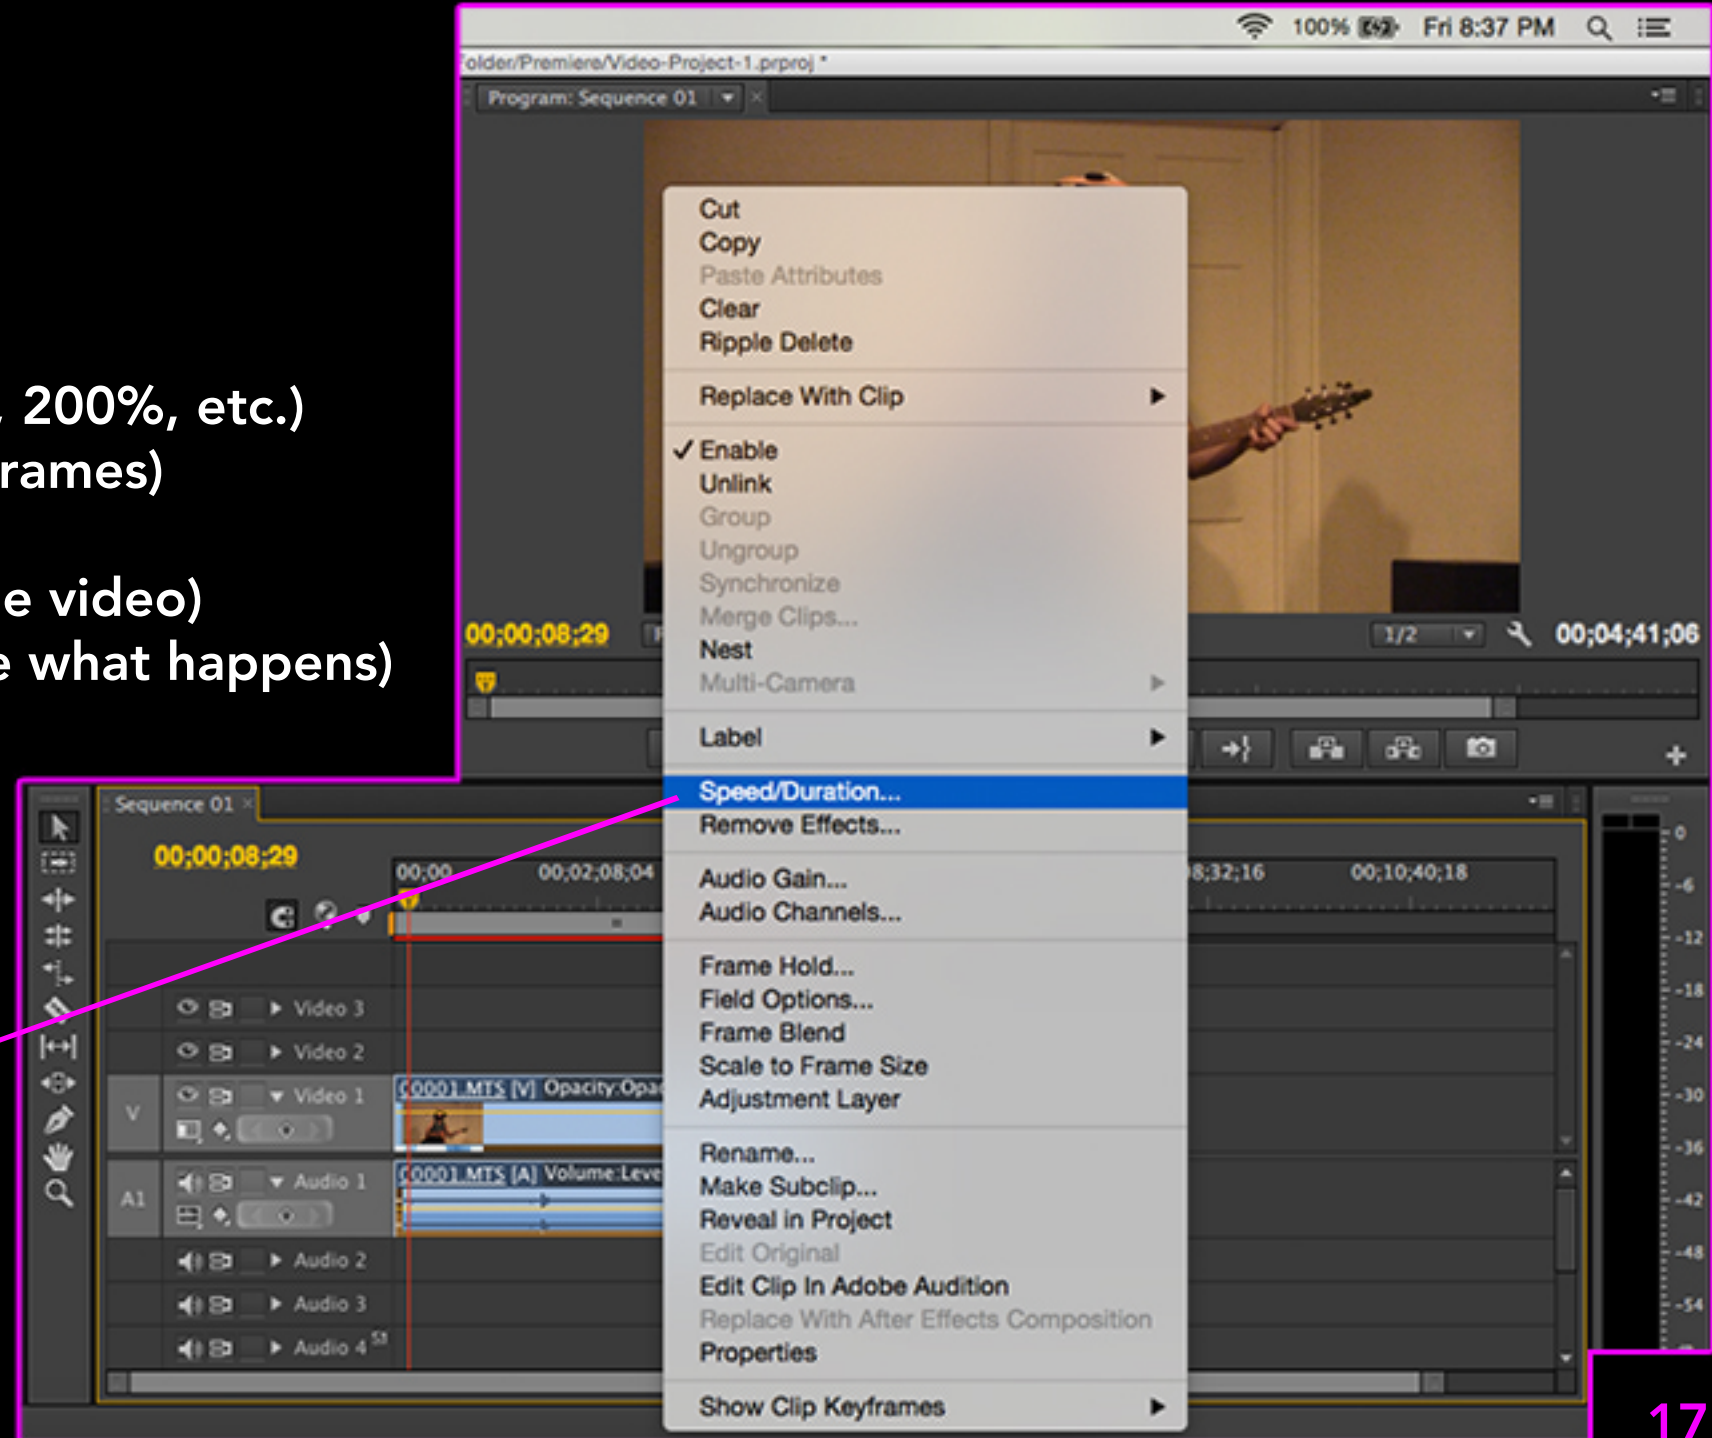 100% Fri 8:37 PM
older/Premiere/Video-Project-1.prproj *
Program: Sequence 01
, 200%, etc.)
rames)
e video)
e what happens)
Cut
Copy
Paste Attributes
Clear
Ripple Delete
Replace With Clip
Enable
Unlink
Group
Ungroup
Synchronize
Merge Clips...
Nest
Multi-Camera
Label
Speed/Duration...
Remove Effects...
Audio Gain...
Audio Channels...
Frame Hold...
Field Options...
Frame Blend
Scale to Frame Size
Adjustment Layer
Rename...
Make Subclip...
Reveal in Project
Edit Original
Edit Clip In Adobe Audition
Replace With After Effects Composition
Properties
Show Clip Keyframes
00;00;08;29
1/2 00;04;41;06
Sequence 01
00;00;08;29
00;00 00;02;08;04 8;32;16 00;10;40;18
Video 3
Video 2
V Video 1
C0001.MTS [V] Opacity:Opa
A1 Audio 1
C0001.MTS [A] Volume:Leve
Audio 2
Audio 3
Audio 4
0
-6
-12
-18
-24
-30
-36
-42
-48
-54
17